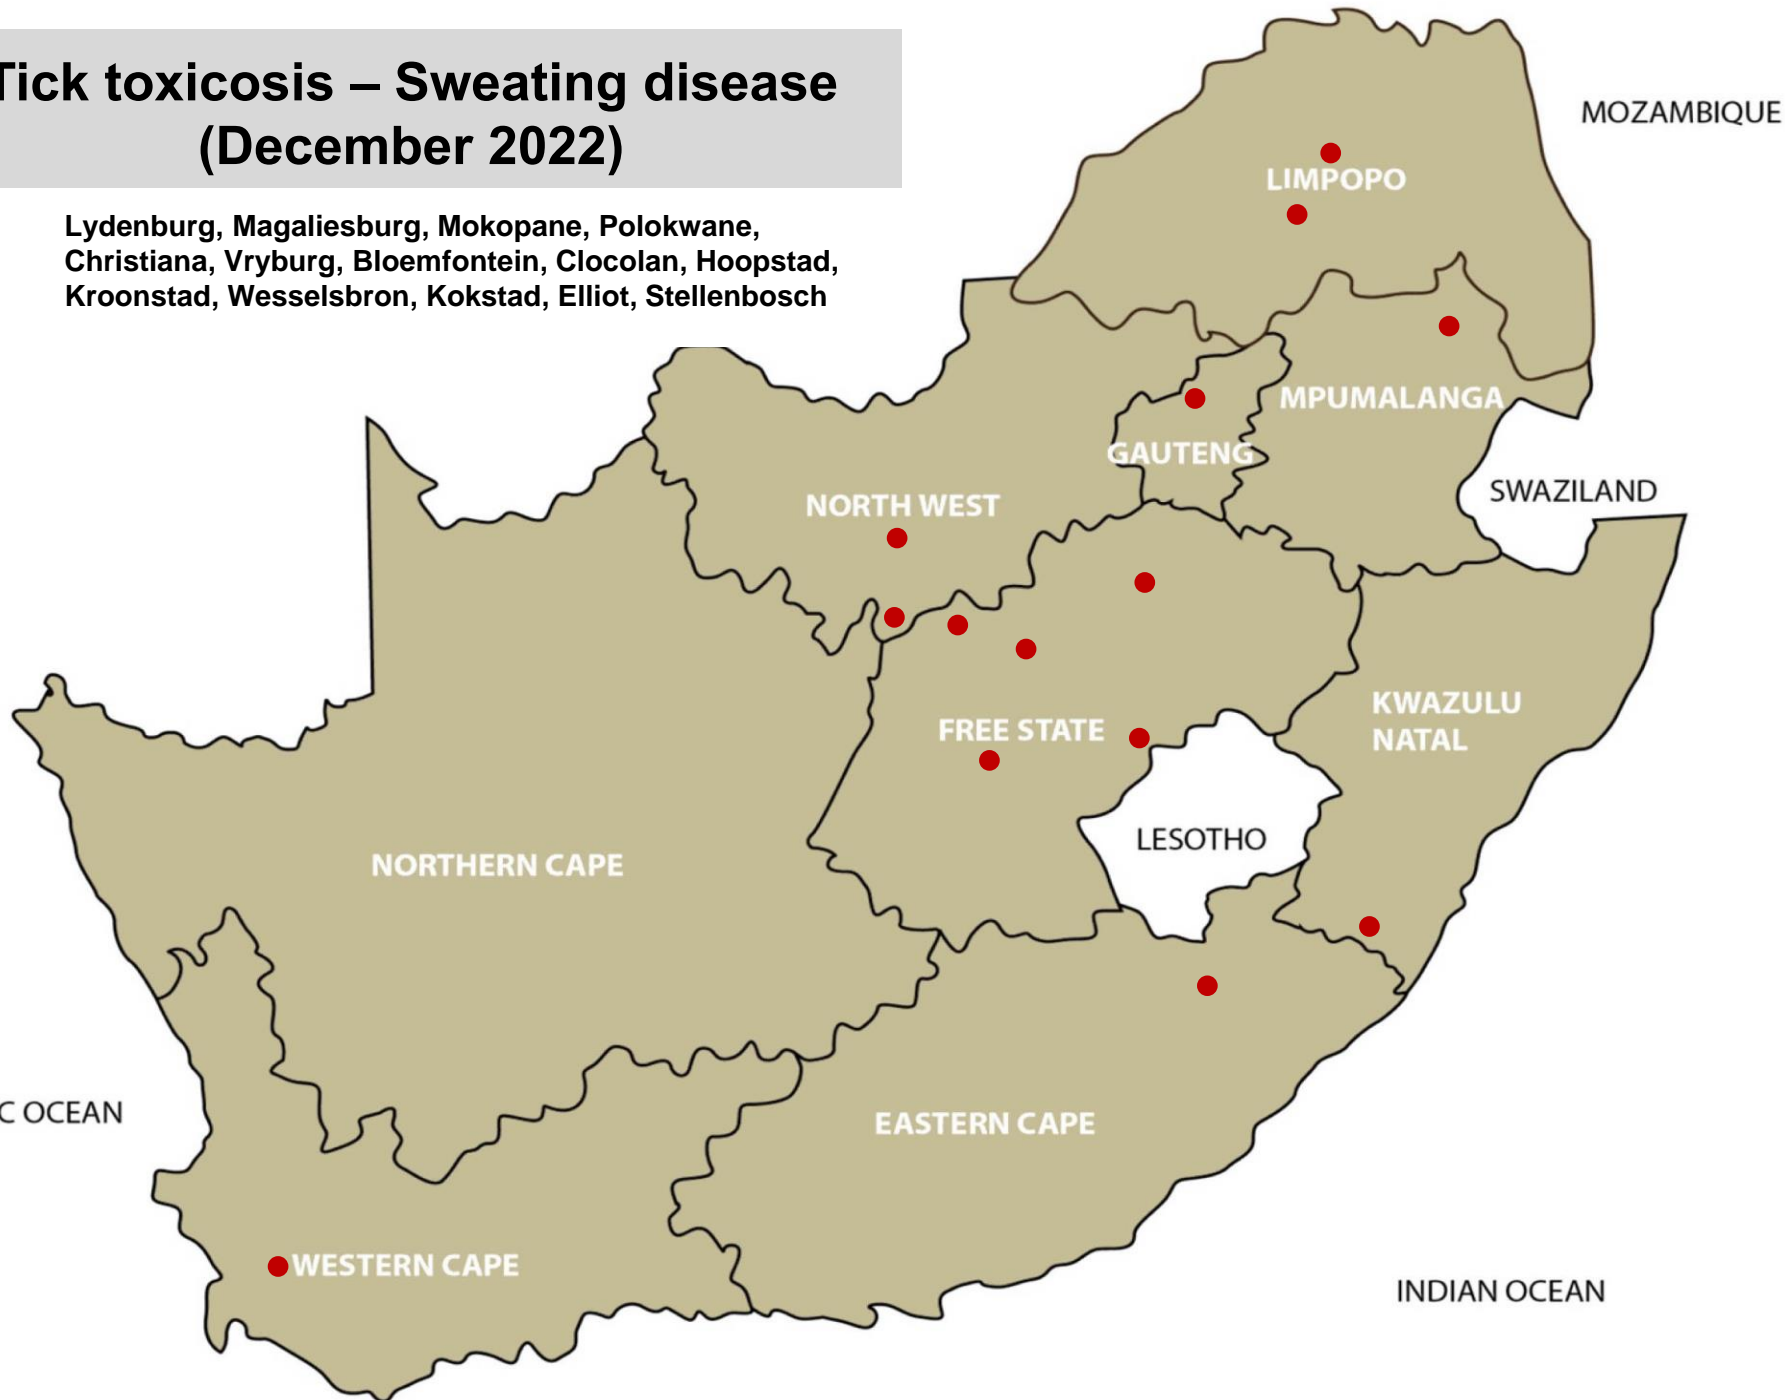 Tick toxicosis – Sweating disease
(December 2022)
Lydenburg, Magaliesburg, Mokopane, Polokwane,
Christiana, Vryburg, Bloemfontein, Clocolan, Hoopstad,
Kroonstad, Wesselsbron, Kokstad, Elliot, Stellenbosch
MOZAMBIQUE
LIMPOPO
MPUMALANGA
GAUTENG
SWAZILAND
NORTH WEST
KWAZULU
NATAL
FREE STATE
LESOTHO
NORTHERN CAPE
C OCEAN
EASTERN CAPE
WESTERN CAPE
INDIAN OCEAN